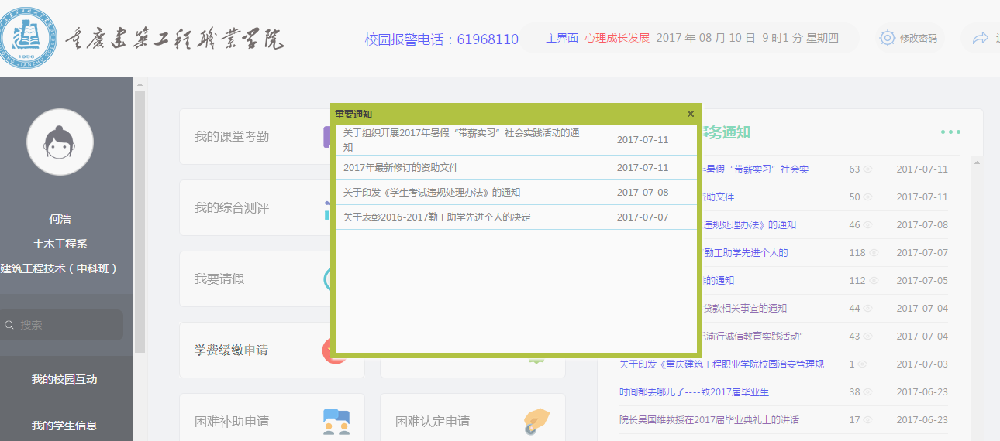 重庆建筑工程职业学院
1956
校园报警电话：61968110
主界面 心理成长发展 2017 年 08 月 10 日 9 时1 分 星期四
修改密码
何浩
土木工程系
建筑工程技术（中科班）
搜索
我的校园互动
我的学生信息
我的课堂考勤
我的综合测评
我要请假
学费缓缴申请
困难补助申请
困难认定申请
重要通知
关于组织开展2017年暑假“带薪实习”社会实践活动的通
知 2017-07-11
2017年最新修订的资助文件 2017-07-11
关于印发《学生考试违规处理办法》的通知 2017-07-08
关于表彰2016-2017勤工助学先进个人的决定 2017-07-07
事务通知
年暑假“带薪实习”社会实 63 2017-07-11
资助文件 50 2017-07-11
违规处理办法》的通知 46 2017-07-08
勤工助学先进个人的 118 2017-07-07
的通知 112 2017-07-05
贷款相关事宜的通知 44 2017-07-04
渝行诚信教育实践活动” 43 2017-07-04
关于印发《重庆建筑工程职业学院校园治安管理规 1 2017-07-03
时间都去哪儿了----致2017届毕业生 38 2017-06-23
院长吴国雄教授在2017届毕业典礼上的讲话 17 2017-06-23